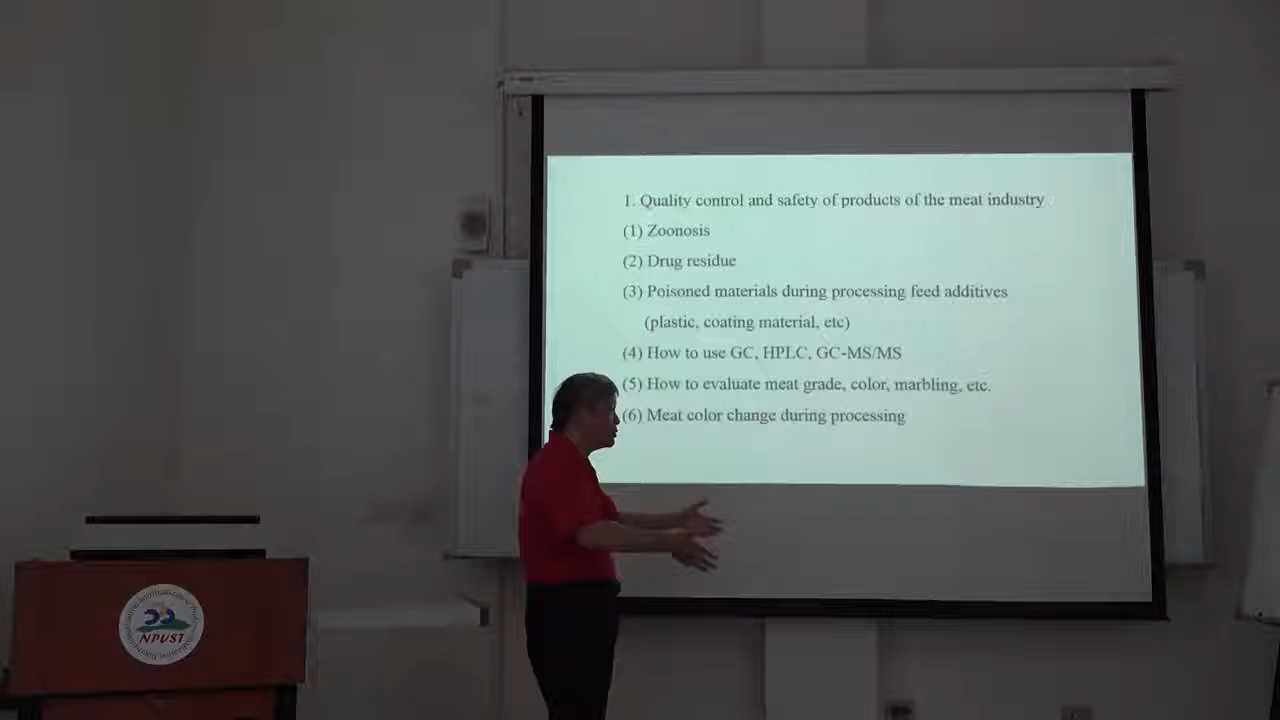 1. Quality control and safety of products of the meat industry
(1) Zoonosis
(2) Drug residue
(3) Poisoned materials during processing feed additives
(plastic, coating material, etc)
(4) How to use GC, HPLC, GC-MS/MS
(5) How to evaluate meat grade, color, marbling, etc.
(6) Meat color change during processing
NPUST